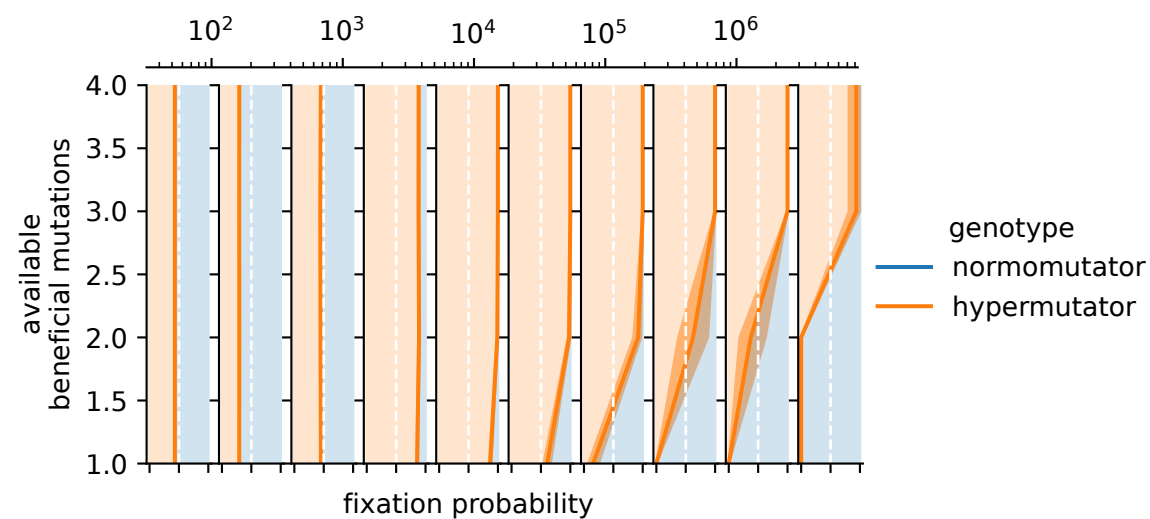 10² 10³ 10⁴ 10⁵ 10⁶
4.0
3.5
3.0
2.5
2.0
1.5
1.0
available
beneficial mutations
fixation probability
genotype
normomutator
hypermutator